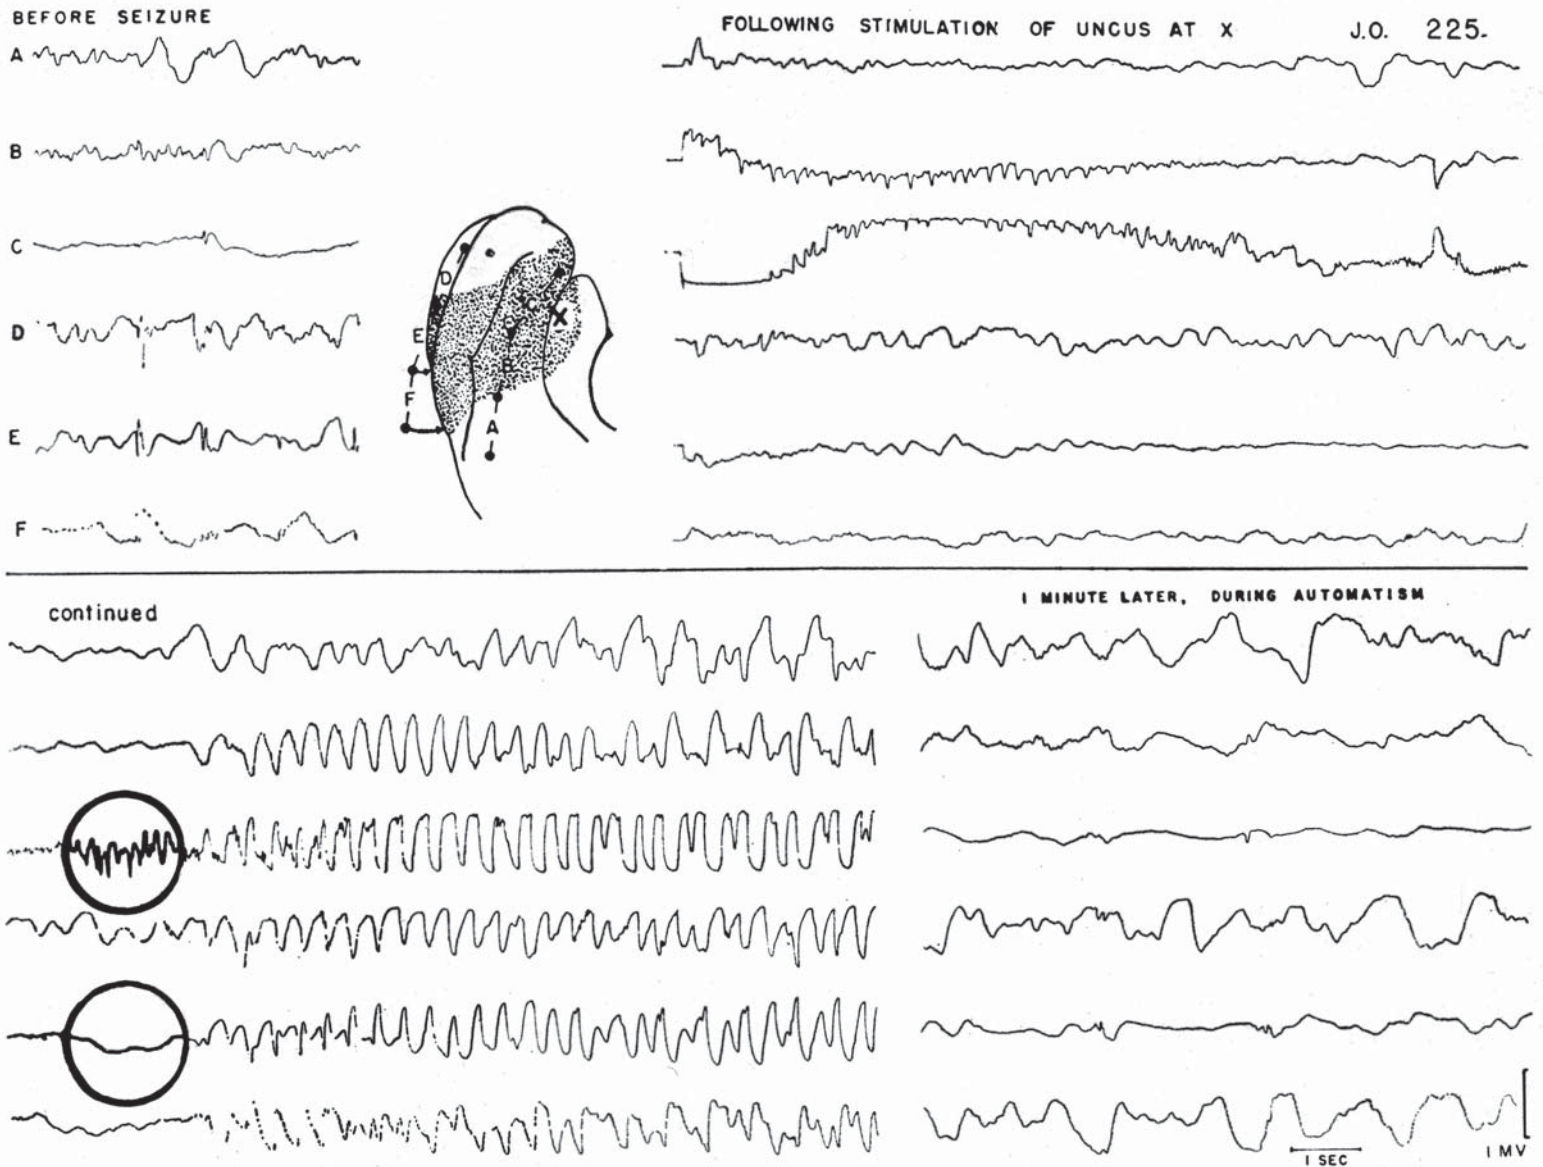 BEFORE SEIZURE
FOLLOWING STIMULATION OF UNCUS AT X J.O. 225-
A
B
C
D
E
F
D
C
X
E
B
F
A
continued
1 MINUTE LATER, DURING AUTOMATISM
1 SEC
1 MV